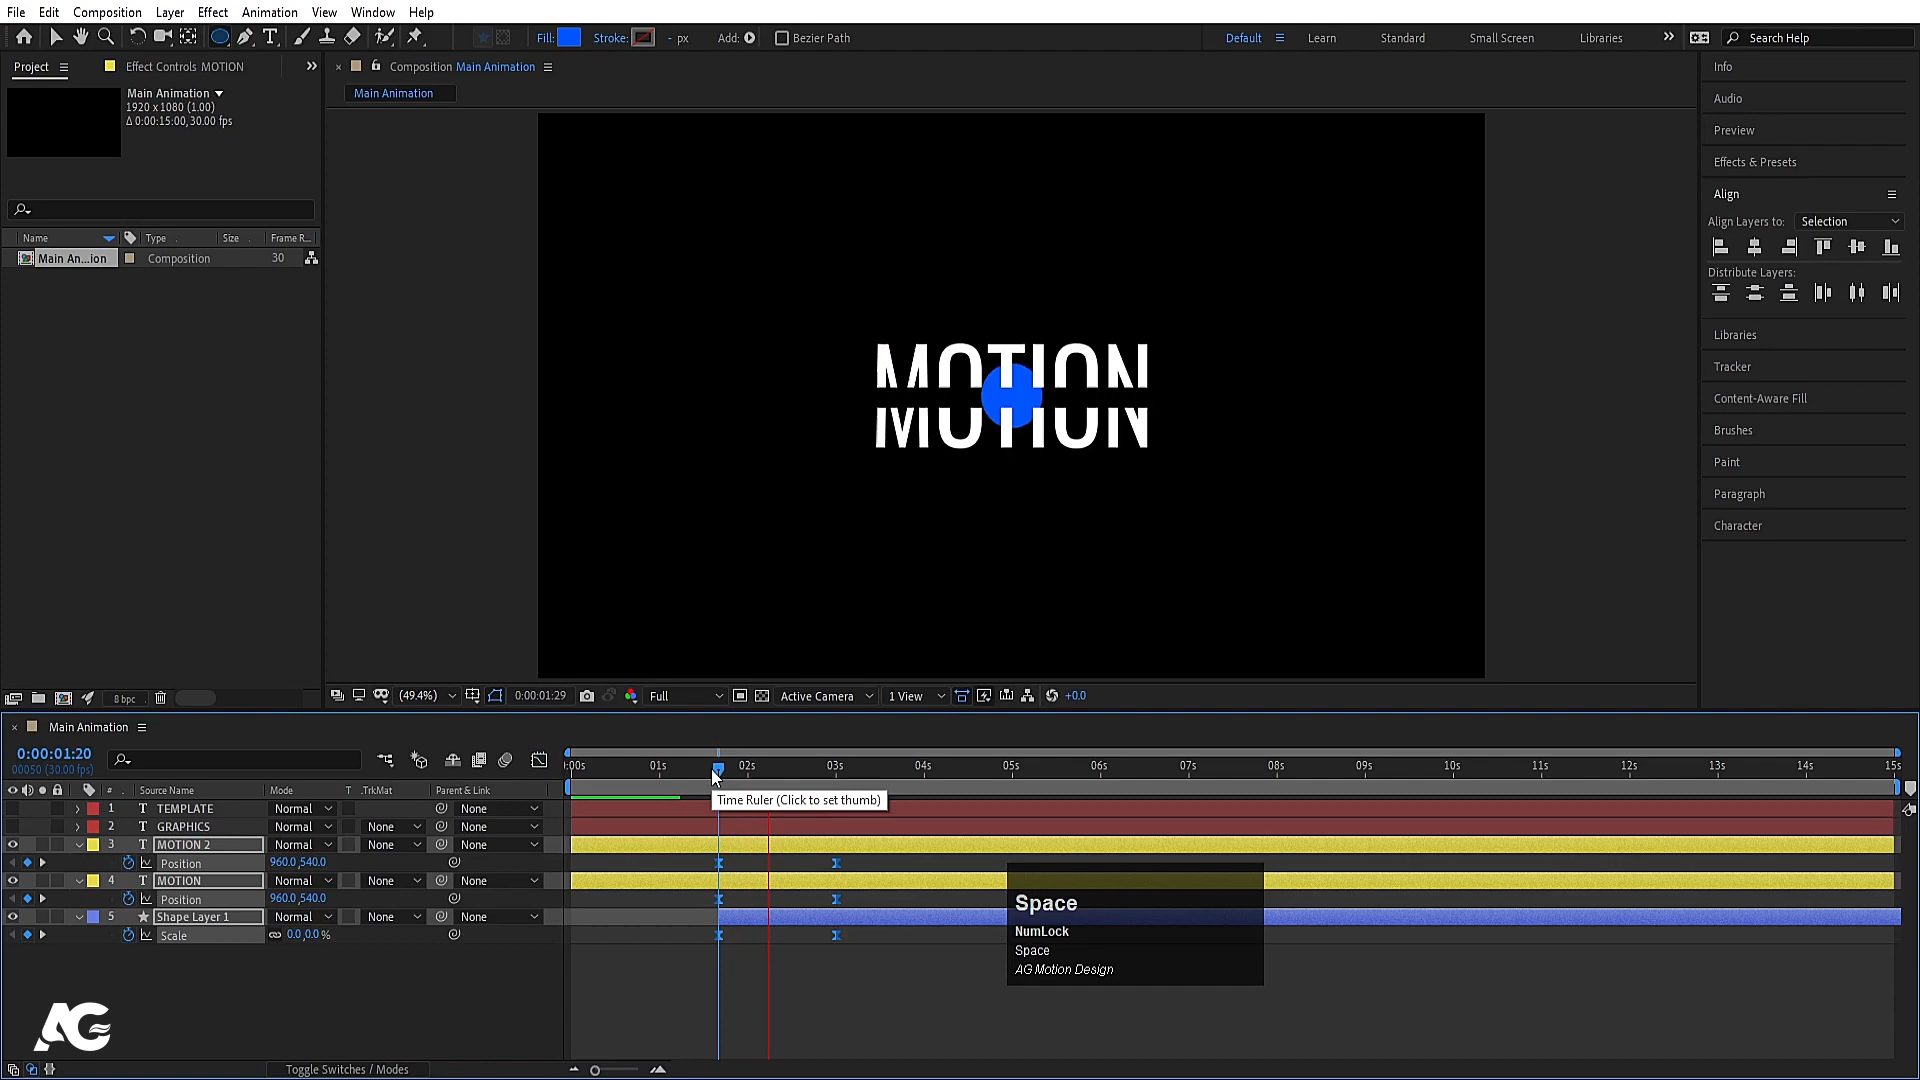 File Edit Composition Layer Effect Animation View Window Help
Fill: Stroke: - px Add: Bezier Path Default Learn Standard Small Screen Libraries Search Help
Project Effect Controls MOTION
Composition Main Animation
Main Animation
Main Animation
1920 x 1080 (1.00)
Δ 0:00:15:00, 30.00 fps
Name Type Size Frame R...
Main An...ion Composition 30
8 bpc
MOTION
MOTION
(49.4%) 0:00:01:29 Full Active Camera 1 View +0.0
Info
Audio
Preview
Effects & Presets
Align
Align Layers to: Selection
Distribute Layers:
Libraries
Tracker
Content-Aware Fill
Brushes
Paint
Paragraph
Character
Main Animation
0:00:01:20
00050 (30.00 fps)
):00s 01s 02s 03s 04s 05s 06s 07s 08s 09s 10s 11s 12s 13s 14s 15s
# Source Name Mode T .TrkMat Parent & Link
Time Ruler (Click to set thumb)
1 T TEMPLATE Normal None
2 T GRAPHICS Normal None None
3 T MOTION 2 Normal None None
Position 960.0,540.0
4 T MOTION Normal None None
Position 960.0,540.0
5 Shape Layer 1 Normal None None
Scale 0.0,0.0 %
Space
NumLock
Space
AG Motion Design
AG
Toggle Switches / Modes